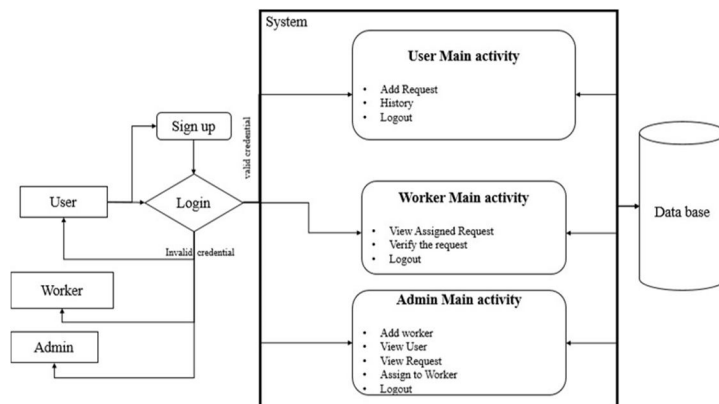 System
User Main activity
• Add Request
• History
• Logout
Sign up
valid credential
User
Login
Data base
Worker Main activity
• View Assigned Request
• Verify the request
• Logout
Invalid credential
Worker
Admin
Admin Main activity
• Add worker
• View User
• View Request
• Assign to Worker
• Logout